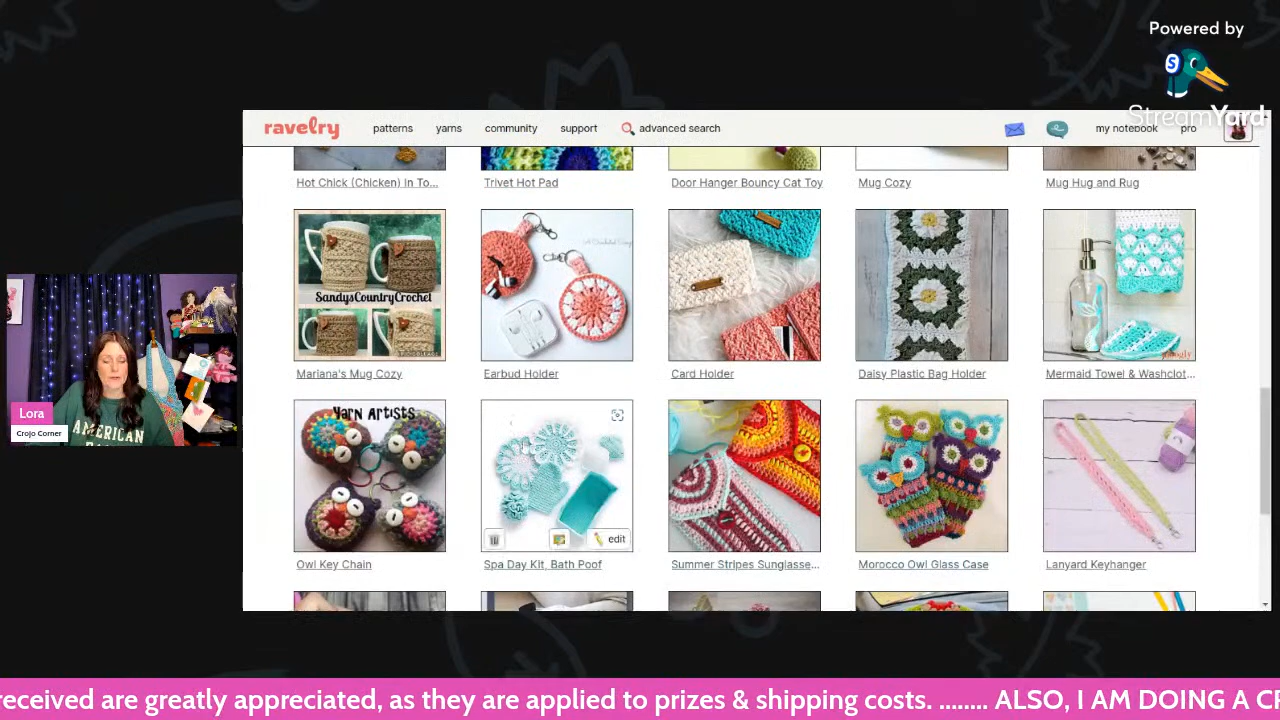 Powered by
StreamYard
ravelry
patterns
yarns
community
support
advanced search
my notebook
pro
Hot Chick (Chicken) In To...
Trivet Hot Pad
Door Hanger Bouncy Cat Toy
Mug Cozy
Mug Hug and Rug
SandysCountryCrochet
Mariana's Mug Cozy
Earbud Holder
Card Holder
Daisy Plastic Bag Holder
Mermaid Towel & Washclot...
Lora
Crojo Corner
AMERICAN
Yarn Artists
edit
Owl Key Chain
Spa Day Kit, Bath Poof
Summer Stripes Sunglasse...
Morocco Owl Glass Case
Lanyard Keyhanger
received are greatly appreciated, as they are applied to prizes & shipping costs. ........ ALSO, I AM DOING A CE